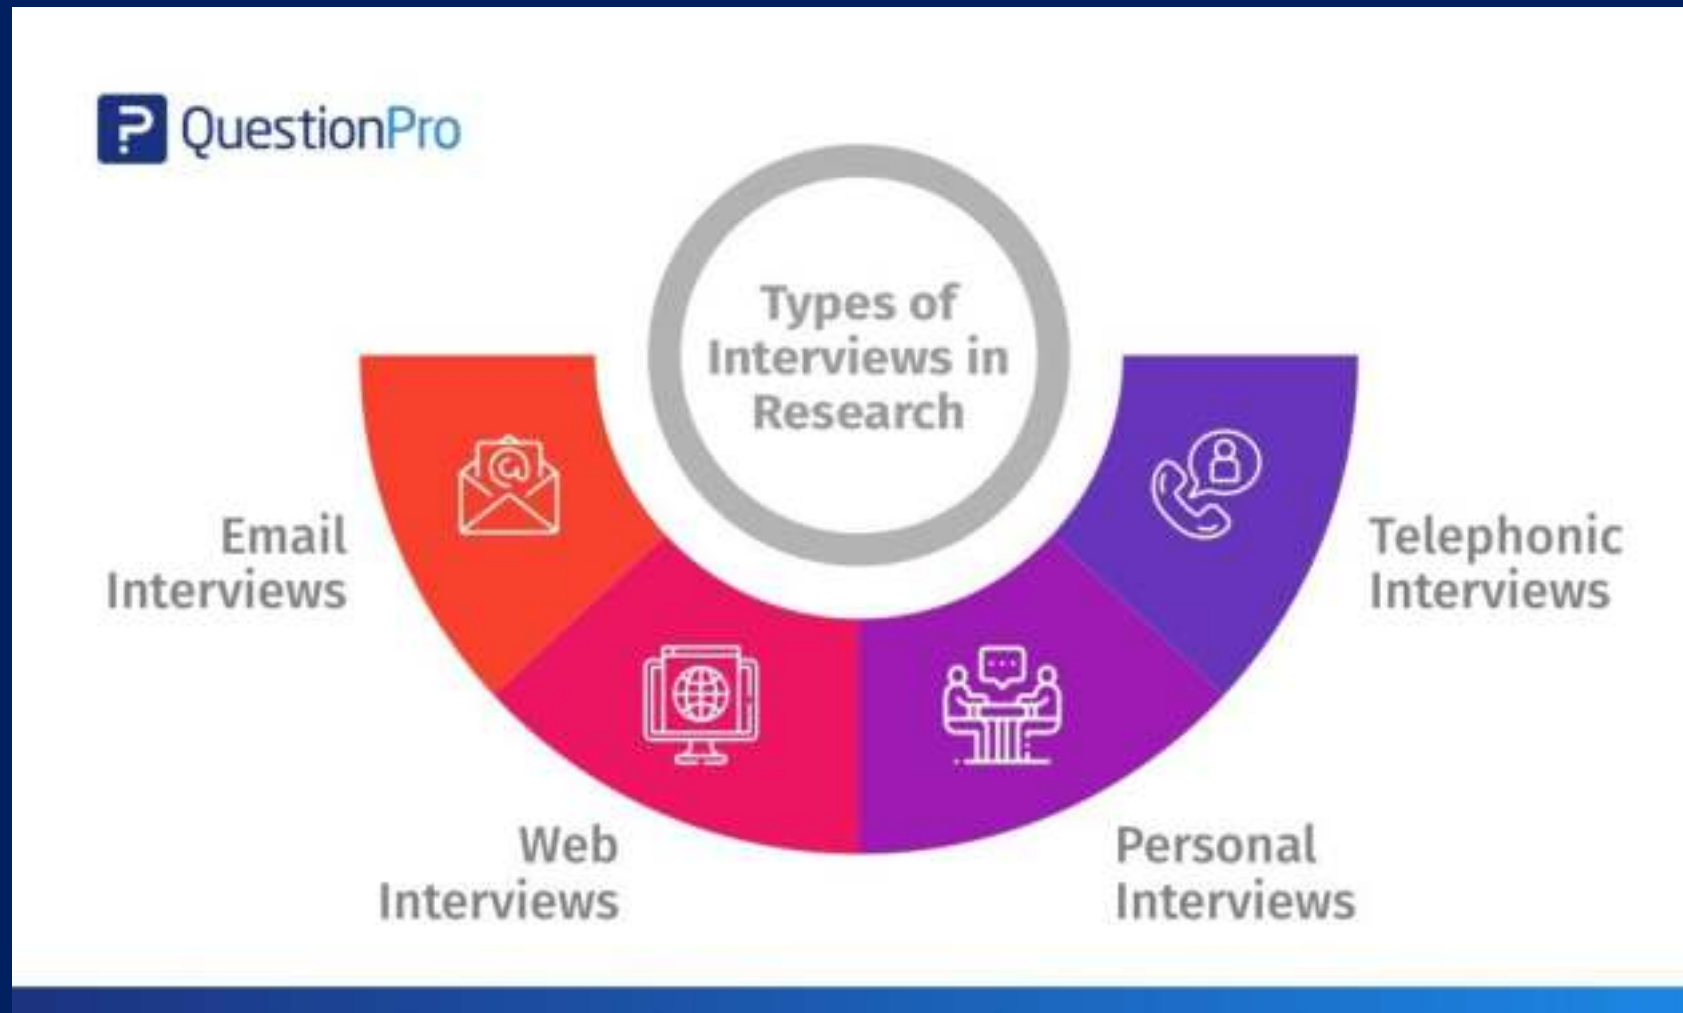 QuestionPro
Types of
Interviews in
Research
Email
Interviews
Telephonic
Interviews
Web
Interviews
Personal
Interviews